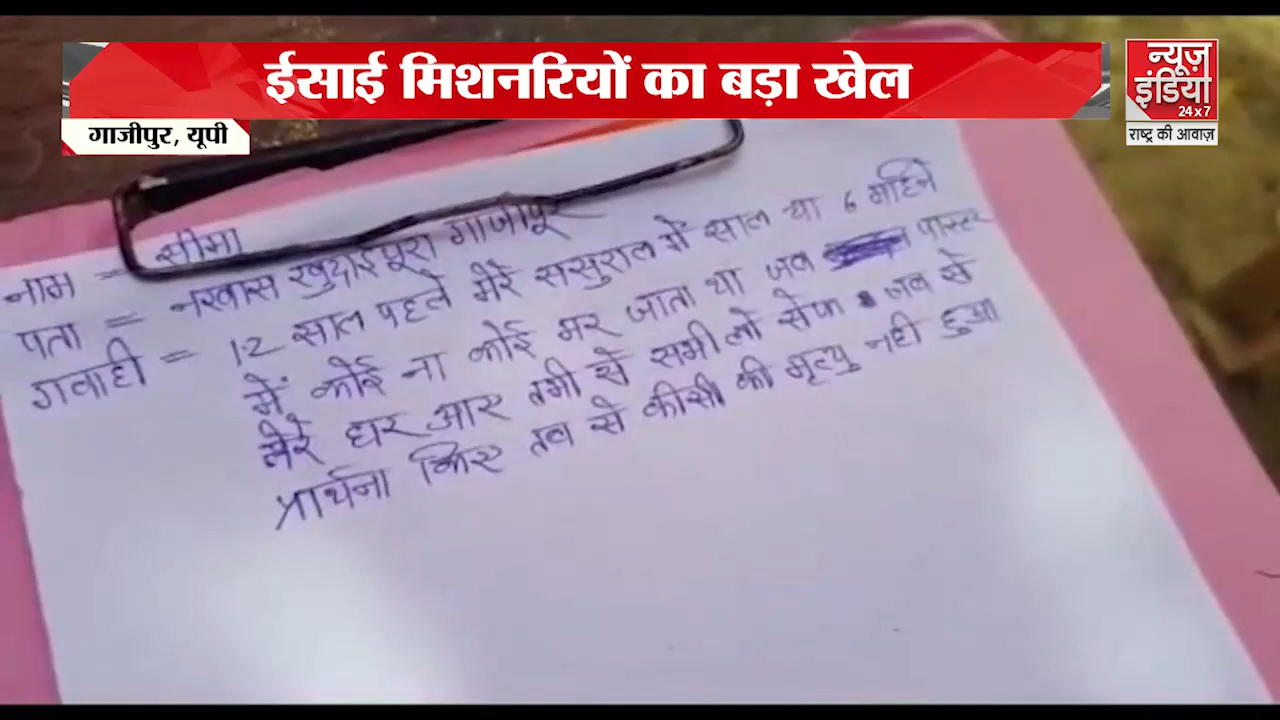 ईसाई मिशनरियों का बड़ा खेल
न्यूज़
इंडिया
24x7
राष्ट्र की आवाज़
गाजीपुर, यूपी
नाम = सीमा
पता = नखास खुदाईपूरा गाजीपूर
गवाही = 12 साल पहले मेरे ससुराल में साल या 6 महिने
में कोई ना कोई मर जाता था जब पास्टर
मेरे घर आए तभी से सभी लो सेफ जब से
प्रार्थना किए तब से कीसी की मृत्यु नही हुआ